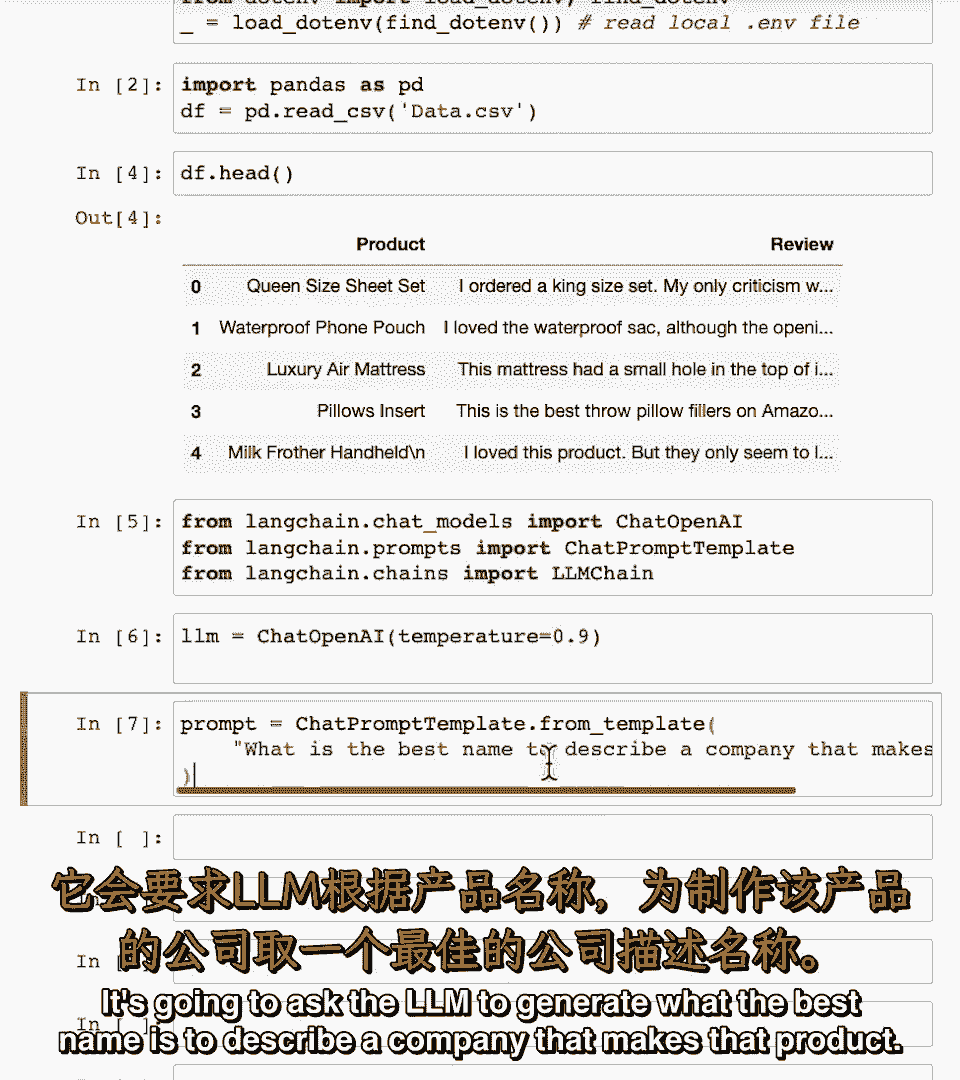 from dotenv import load_dotenv, find_dotenv
_ = load_dotenv(find_dotenv()) # read local .env file
In [2]: import pandas as pd
df = pd.read_csv('Data.csv')
In [4]: df.head()
Out[4]:
Product Review
0 Queen Size Sheet Set I ordered a king size set. My only criticism w...
1 Waterproof Phone Pouch I loved the waterproof sac, although the openi...
2 Luxury Air Mattress This mattress had a small hole in the top of i...
3 Pillows Insert This is the best throw pillow fillers on Amazo...
4 Milk Frother Handheld\n I loved this product. But they only seem to l...
In [5]: from langchain.chat_models import ChatOpenAI
from langchain.prompts import ChatPromptTemplate
from langchain.chains import LLMChain
In [6]: llm = ChatOpenAI(temperature=0.9)
In [7]: prompt = ChatPromptTemplate.from_template(
"What is the best name to describe a company that makes
)
In [ ]:
它会要求LLM根据产品名称，为制作该产品
的公司取一个最佳的公司描述名称。
In [
It's going to ask the LLM to generate what the best
In [ ]:
name is to describe a company that makes that product.